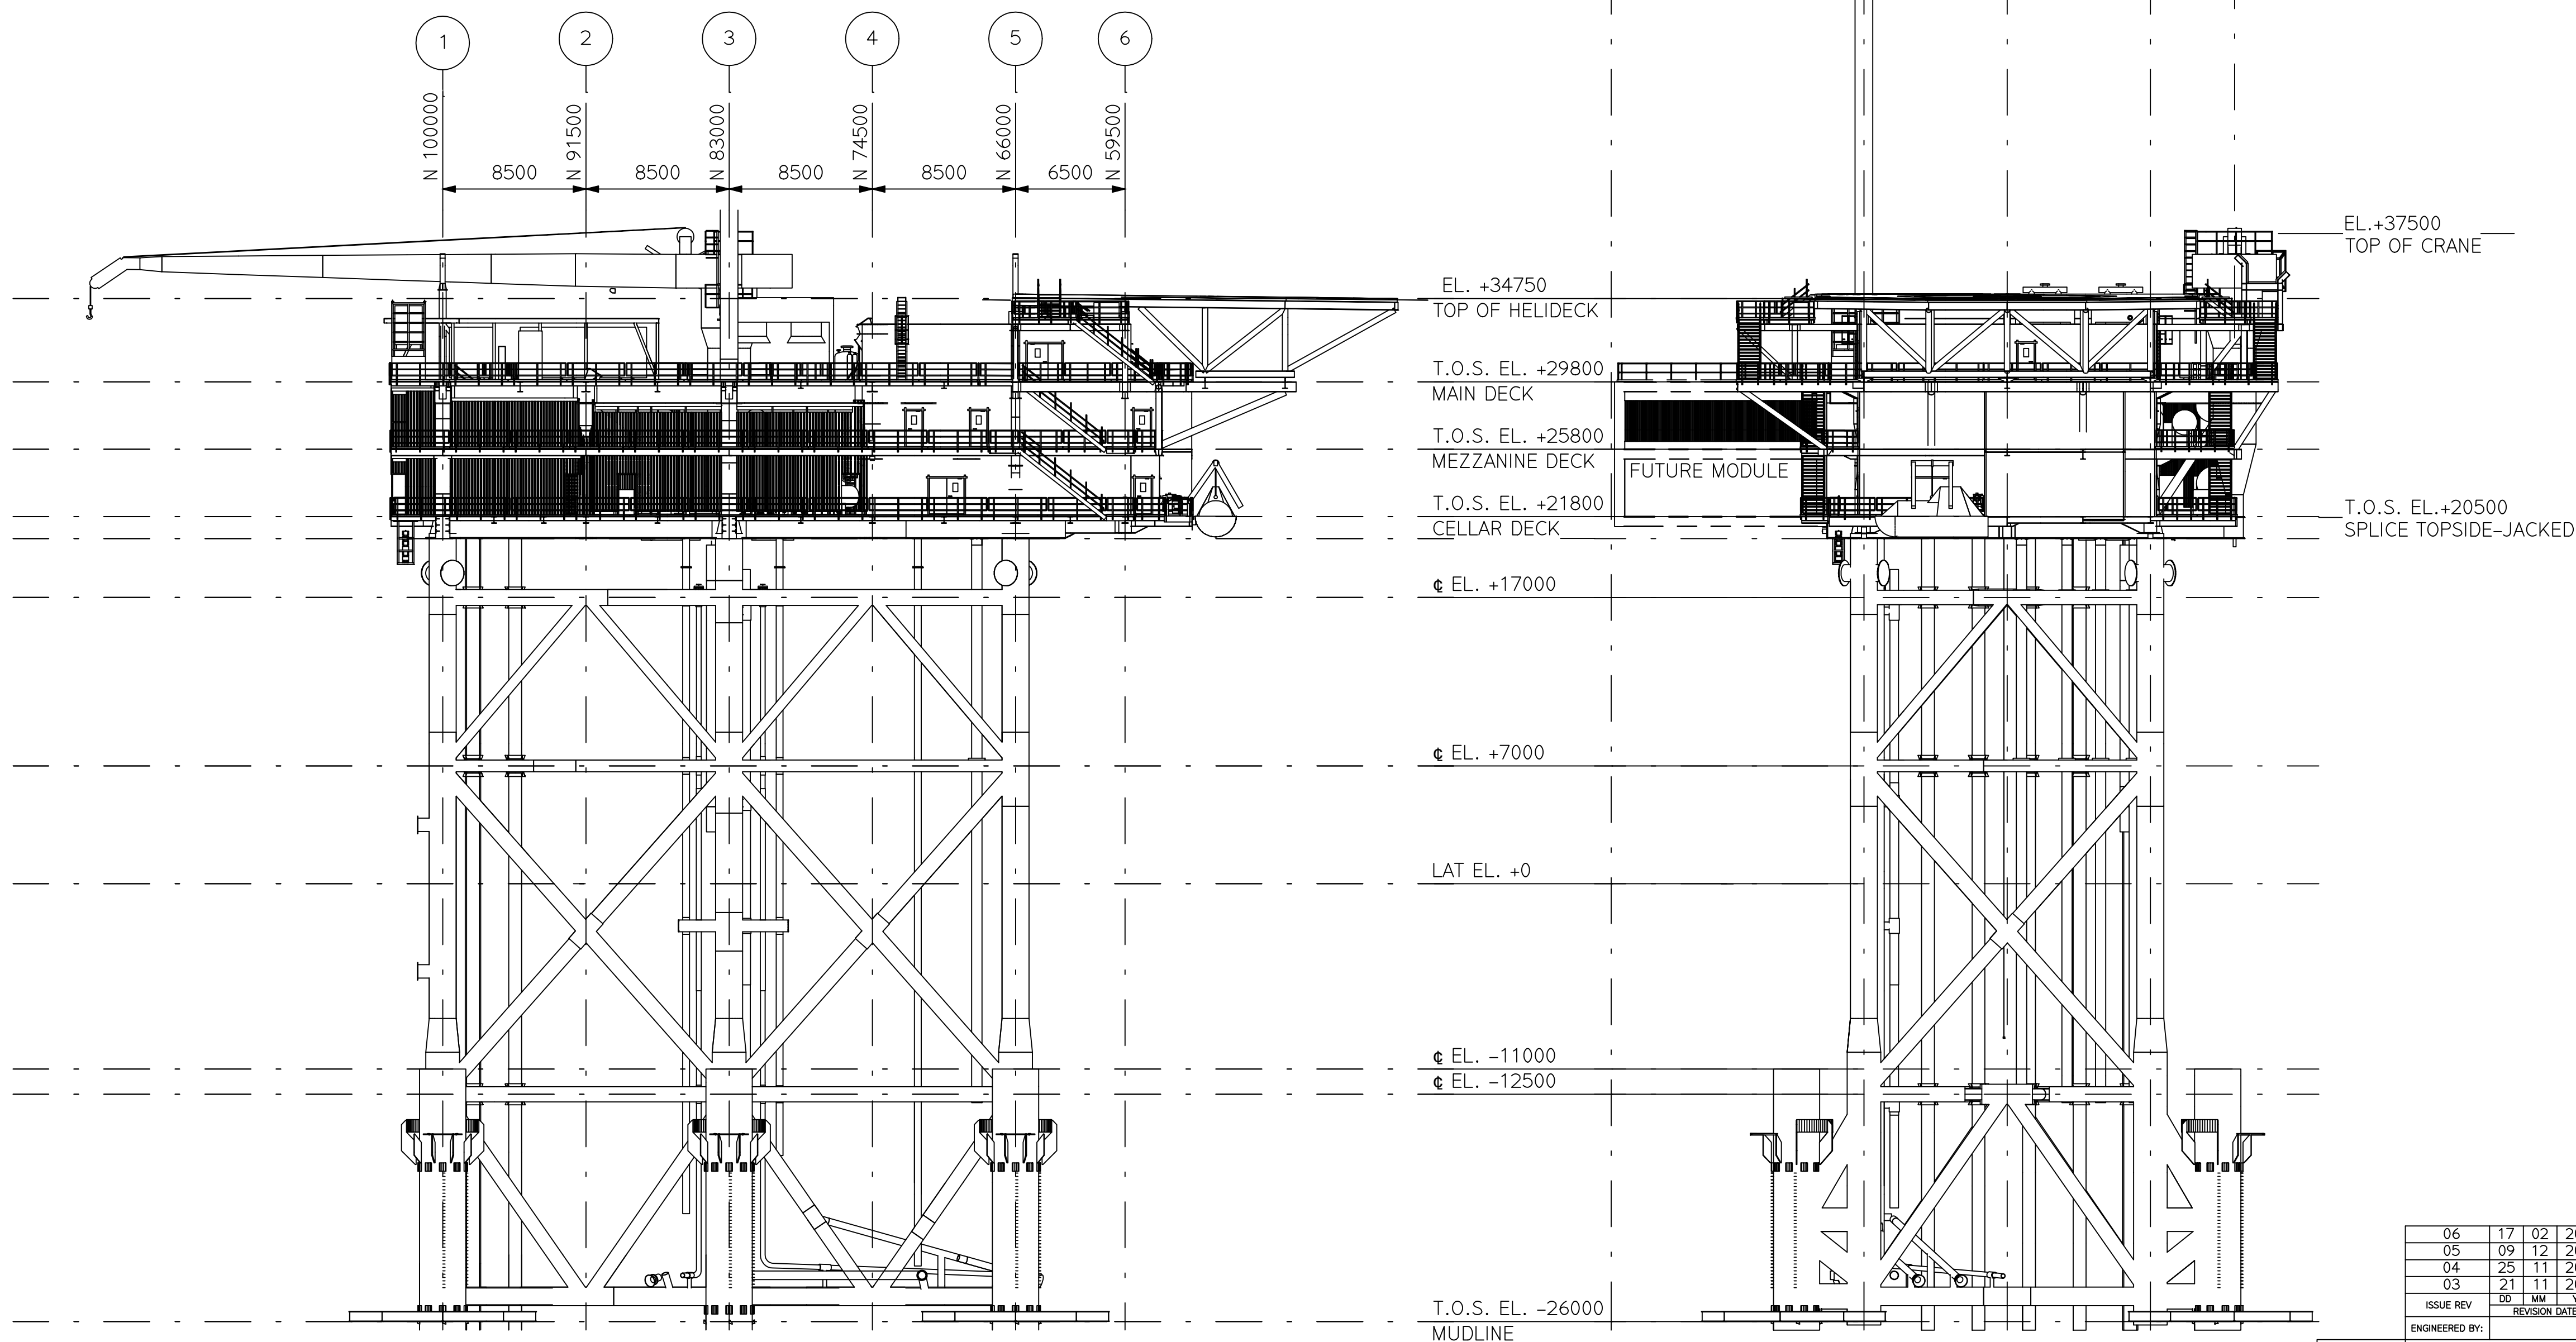 1 2 3 4 5 6
N 100000 N 91500 N 83000 N 74500 N 66000 N 59500
8500 8500 8500 8500 6500
EL.+37500
TOP OF CRANE
EL. +34750
TOP OF HELIDECK
T.O.S. EL. +29800
MAIN DECK
T.O.S. EL. +25800
MEZZANINE DECK
FUTURE MODULE
T.O.S. EL. +21800
CELLAR DECK
T.O.S. EL.+20500
SPLICE TOPSIDE-JACKED
℄ EL. +17000
℄ EL. +7000
LAT EL. +0
℄ EL. -11000
℄ EL. -12500
T.O.S. EL. -26000
MUDLINE
06 17 02
05 09 12
04 25 11
03 21 11
ISSUE REV DD MM
REVISION DATE
ENGINEERED BY: